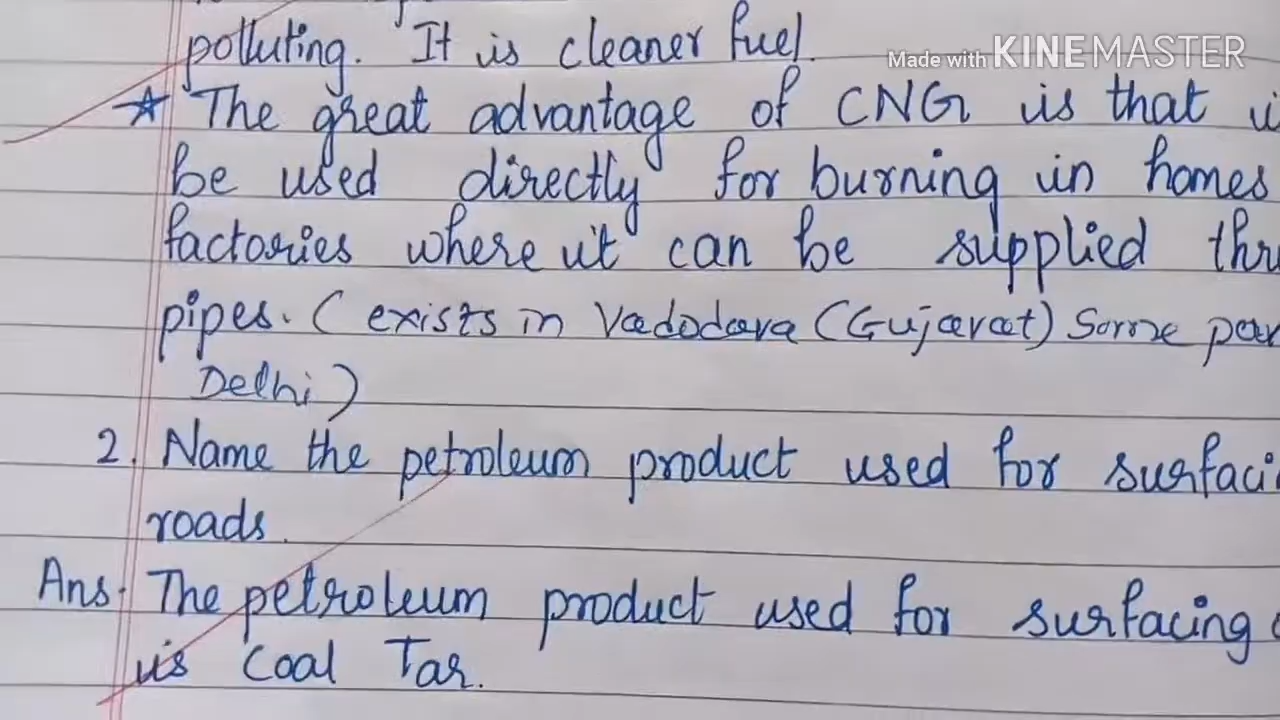 polluting. It is cleaner fuel.
Made with KINEMASTER
☆ The great advantage of CNG is that
be used directly for burning in homes
factories where it can be supplied thr
pipes. (exists in Vadodara (Gujarat) Some par
Delhi)
2. Name the petroleum product used for surfaci
roads.
Ans. The petroleum product used for surfacing
is Coal Tar.